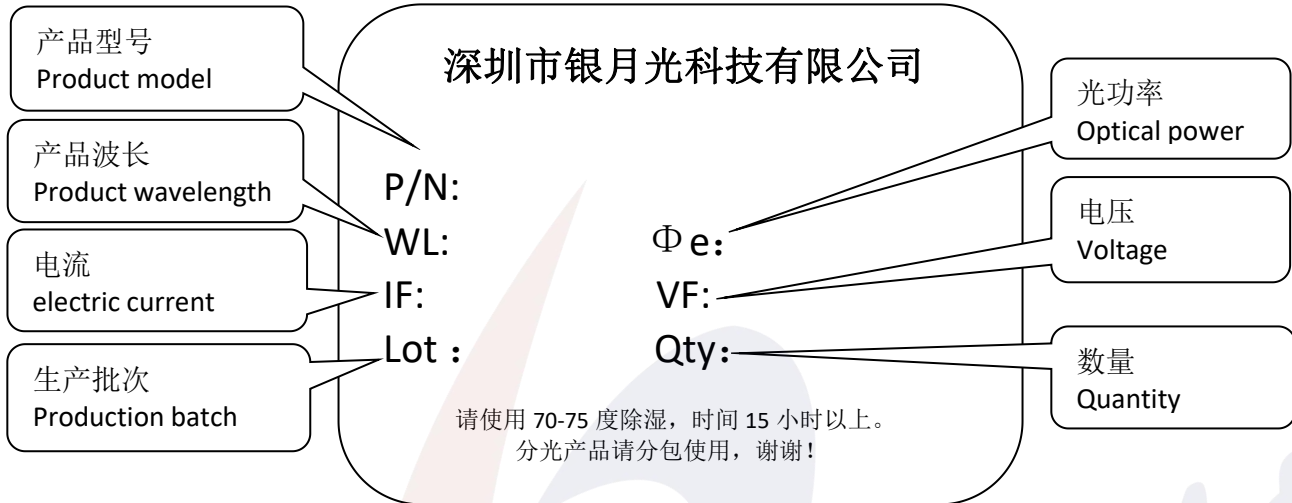 产品型号
Product model
深圳市银月光科技有限公司
光功率
Optical power
产品波长
Product wavelength
P/N:
WL:
Φe：
电压
Voltage
电流
electric current
IF:
VF:
Lot：
Qty：
生产批次
Production batch
数量
Quantity
请使用 70-75 度除湿，时间 15 小时以上。
分光产品请分包使用，谢谢！